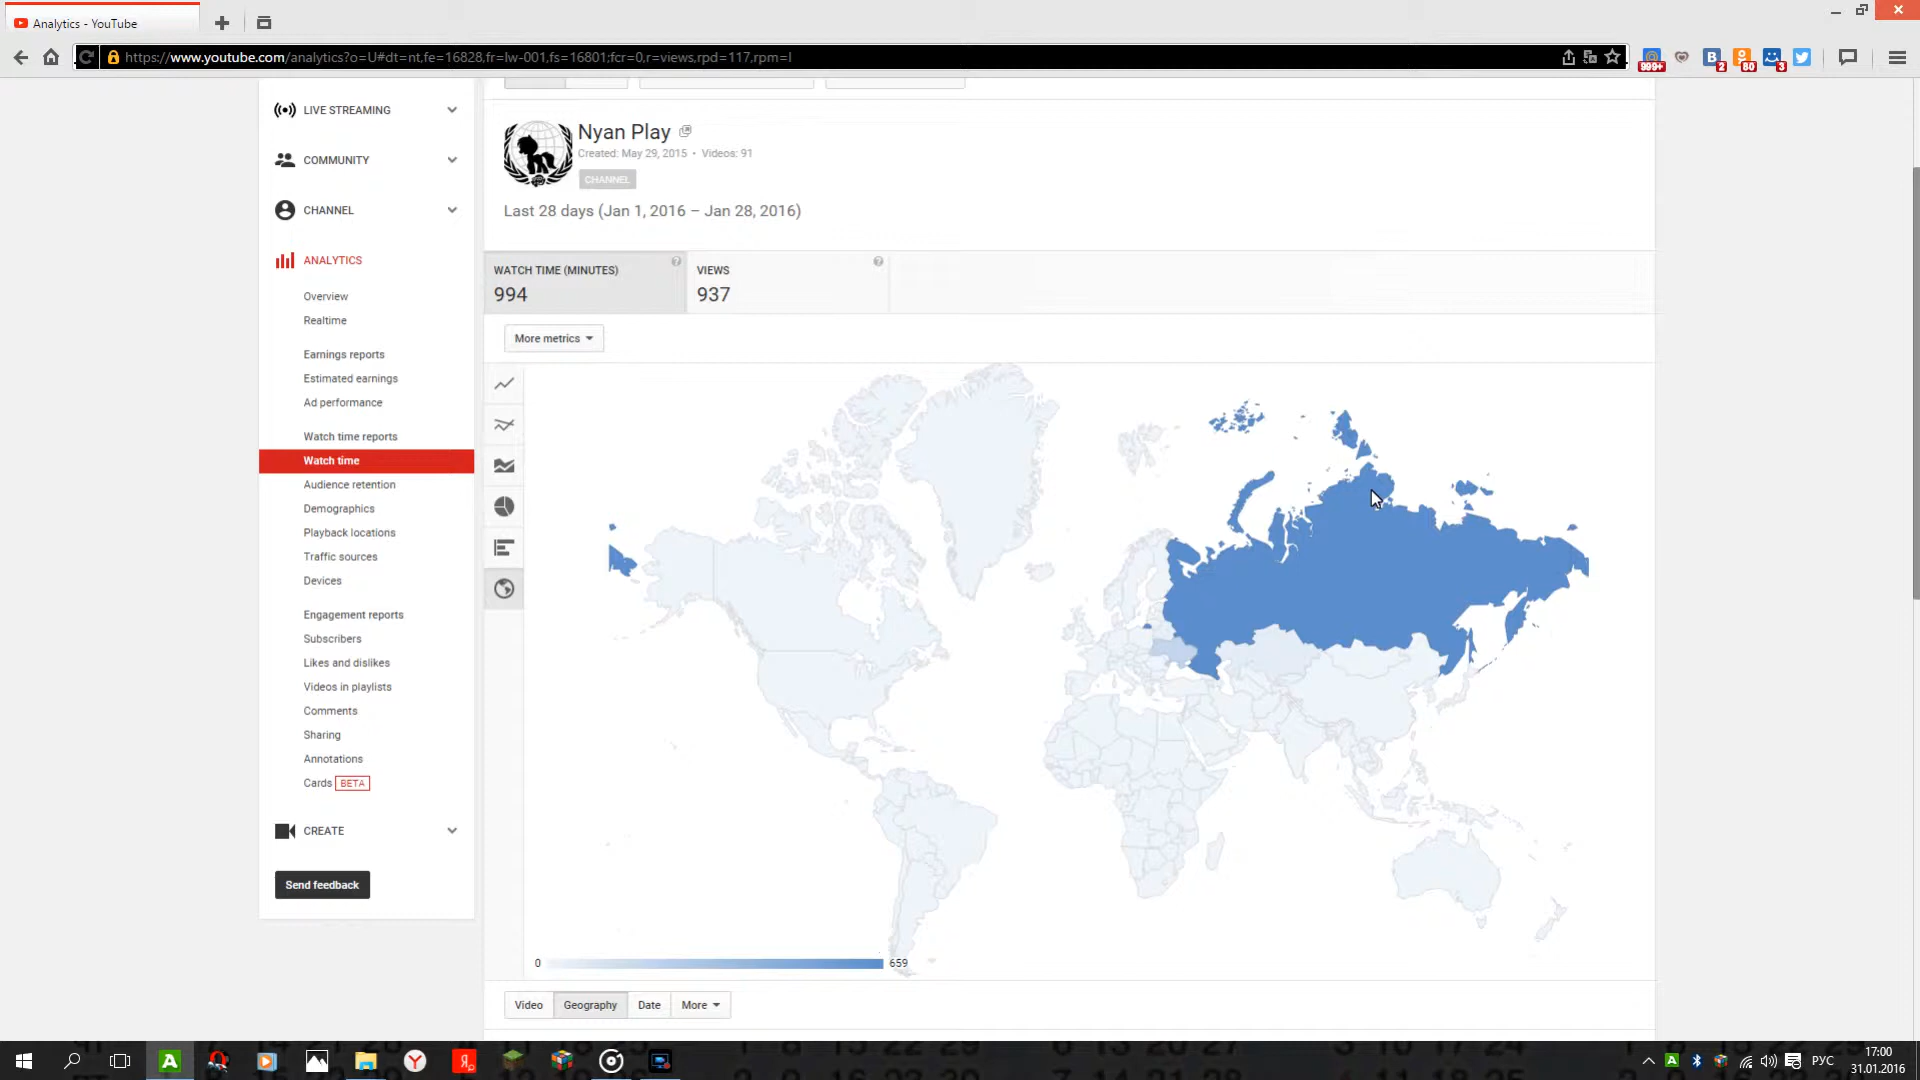 Analytics - YouTube
https://www.youtube.com/analytics?o=U#dt=nt,fe=16828,fr=lw-001,fs=16801;fcr=0,r=views,rpd=117,rpm=l
999+
2
80
3
LIVE STREAMING
COMMUNITY
CHANNEL
ANALYTICS
Overview
Realtime
Earnings reports
Estimated earnings
Ad performance
Watch time reports
Watch time
Audience retention
Demographics
Playback locations
Traffic sources
Devices
Engagement reports
Subscribers
Likes and dislikes
Videos in playlists
Comments
Sharing
Annotations
Cards BETA
CREATE
Send feedback
Nyan Play
Created: May 29, 2015 • Videos: 91
CHANNEL
Last 28 days (Jan 1, 2016 – Jan 28, 2016)
WATCH TIME (MINUTES) ?
994
VIEWS ?
937
More metrics
0 659
Video Geography Date More
РУС
17:00
31.01.2016